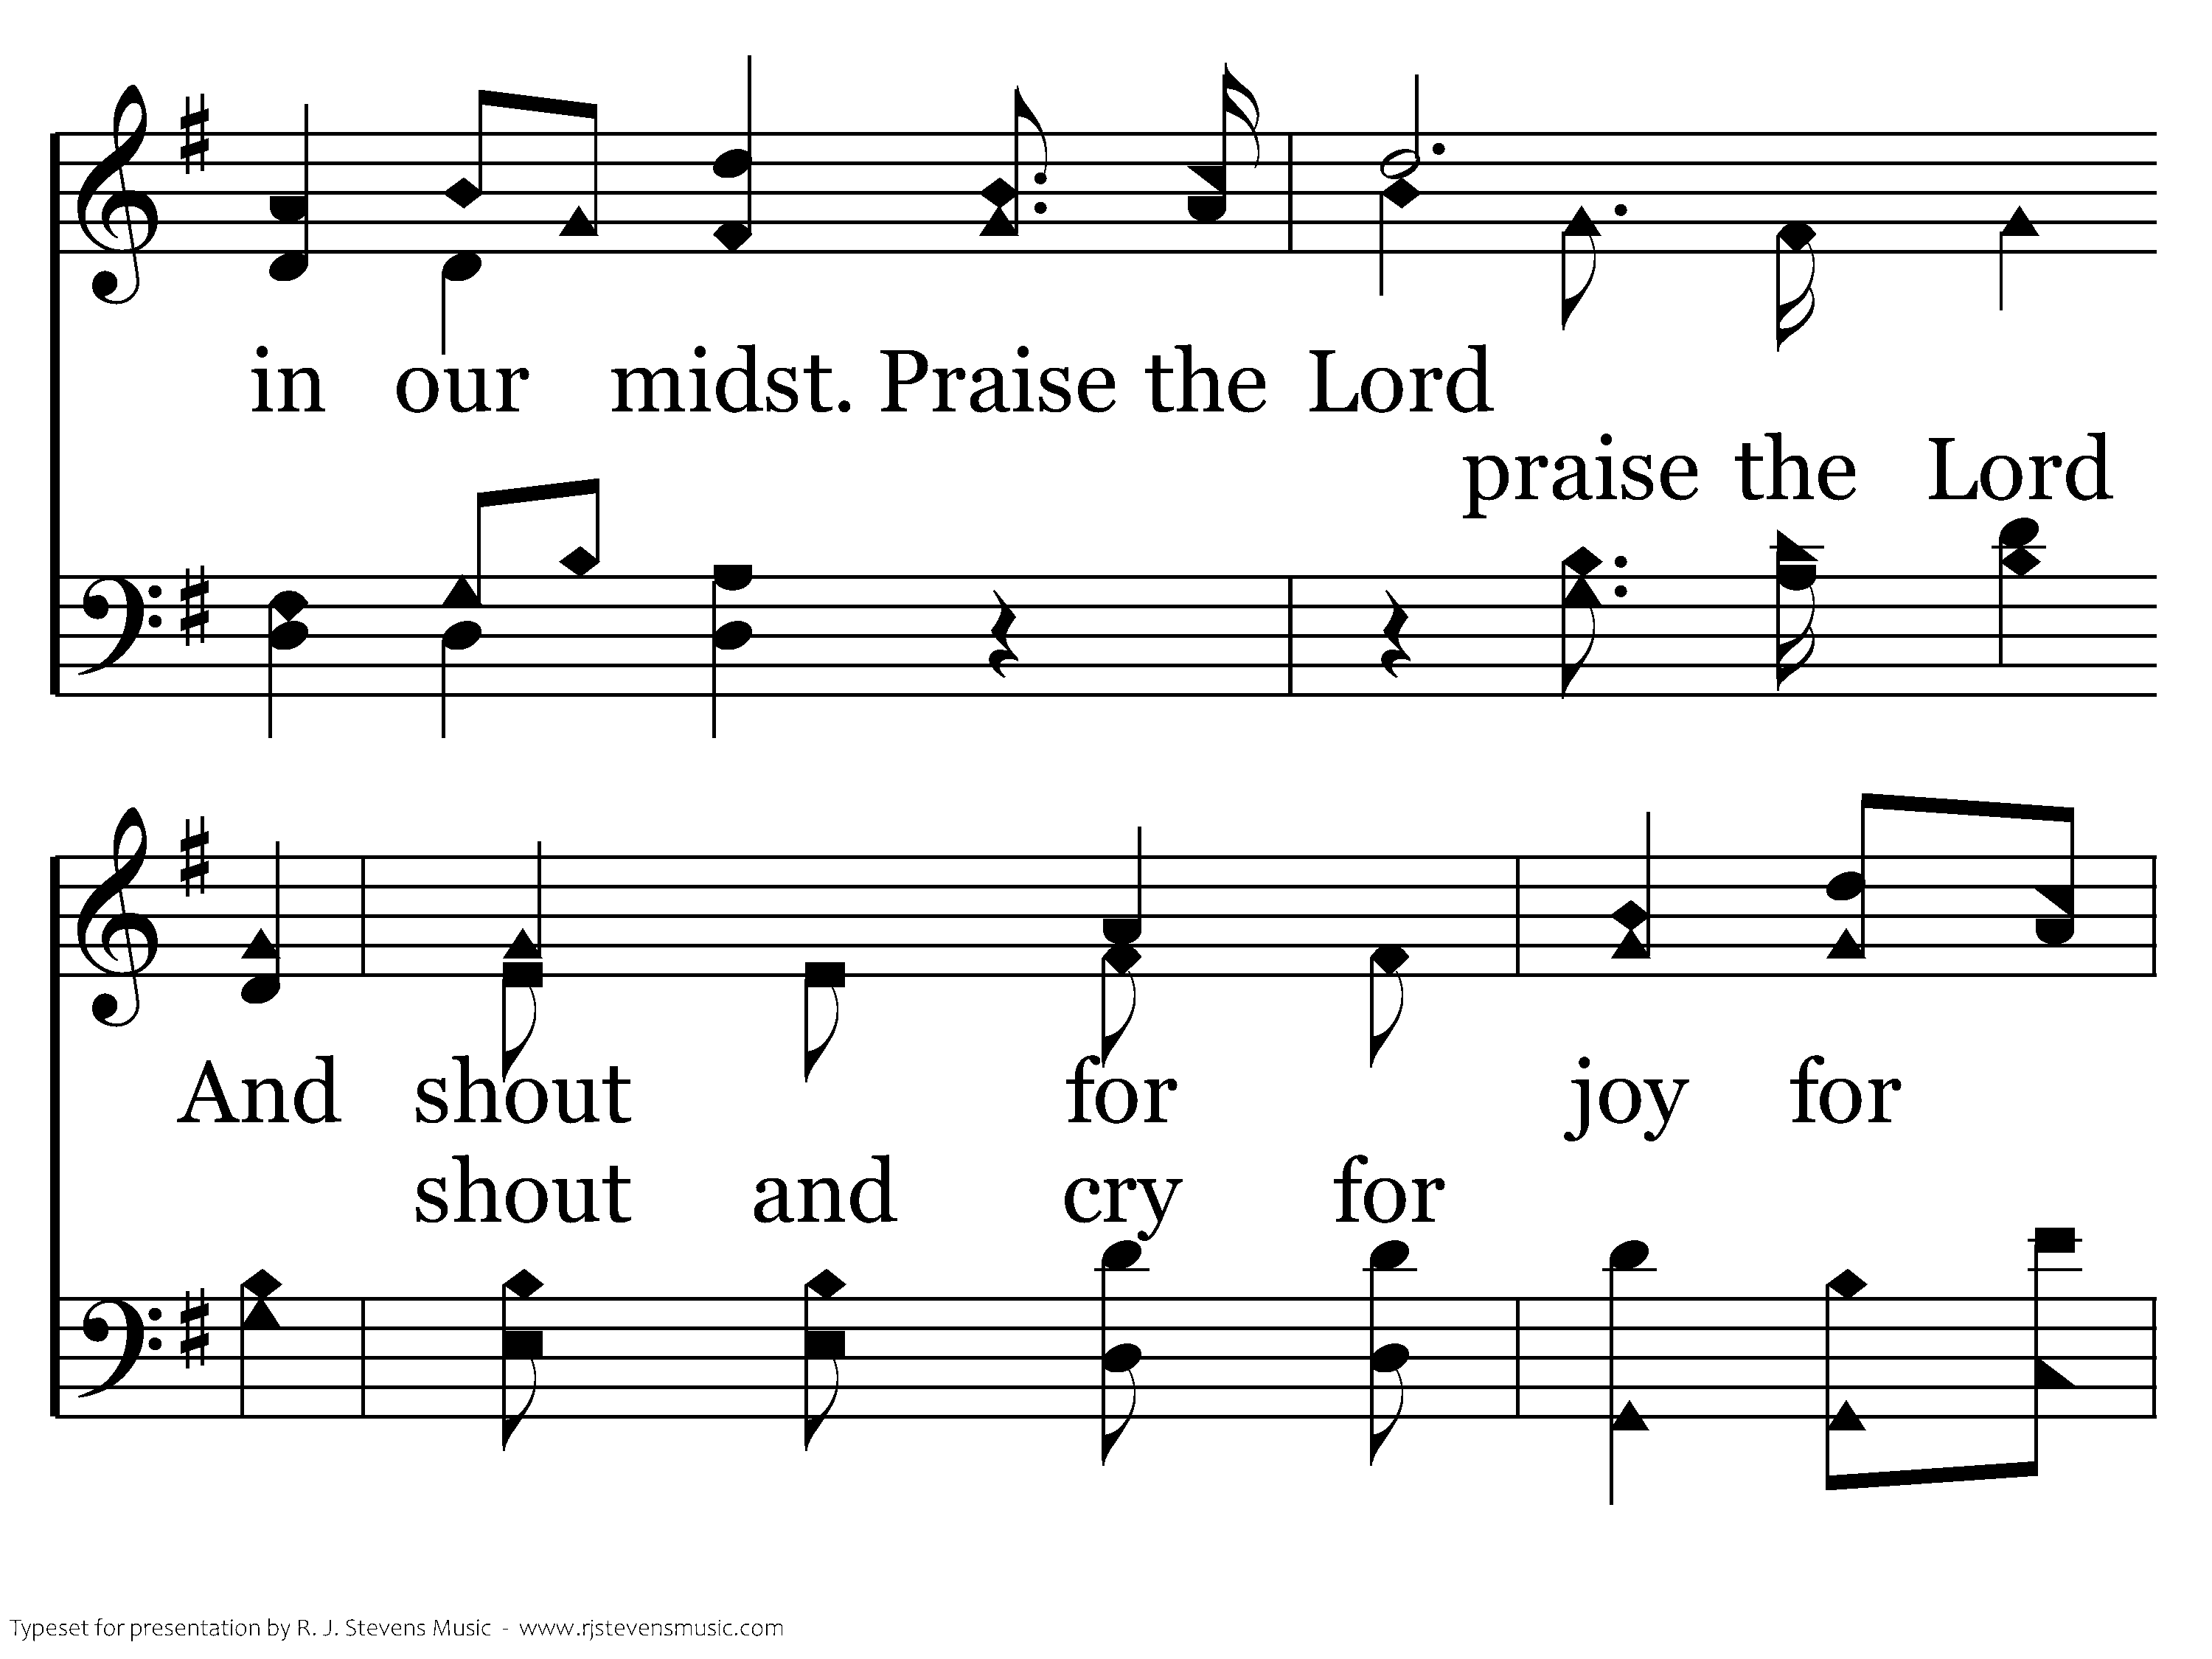 in our midst. Praise the Lord
praise the Lord
And shout for joy for
shout and cry for
Typeset for presentation by R. J. Stevens Music - www.rjstevensmusic.com